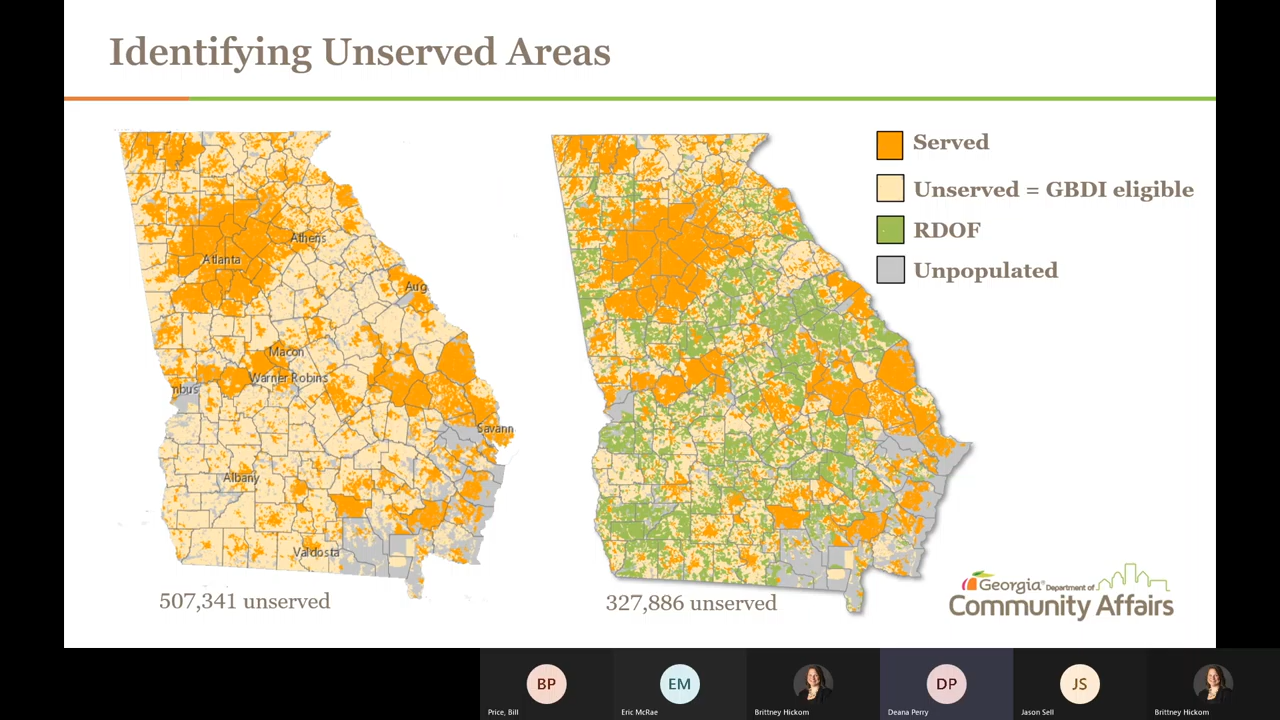 Identifying Unserved Areas
Athens
Atlanta
Aug
Macon
Warner Robins
nbus
Savann
Albany
Valdosta
507,341 unserved
327,886 unserved
Served
Unserved = GBDI eligible
RDOF
Unpopulated
Georgia® Department of
Community Affairs
BP
EM
DP
JS
Price, Bill
Eric McRae
Brittney Hickom
Deana Perry
Jason Sell
Brittney Hickom